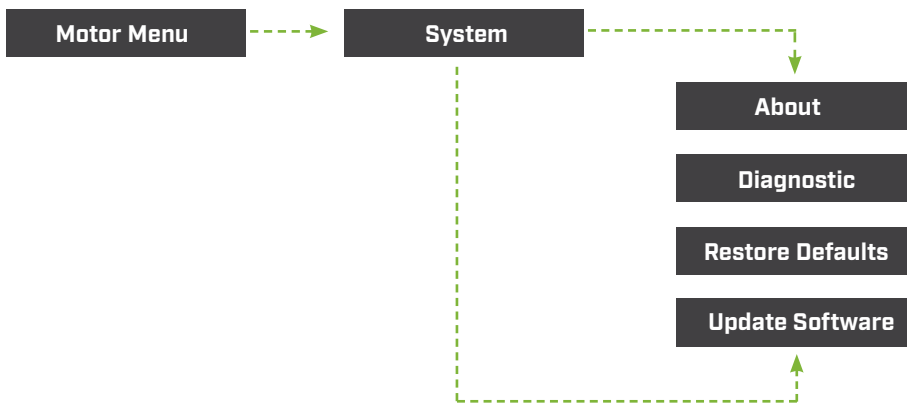 Motor Menu
System
About
Diagnostic
Restore Defaults
Update Software